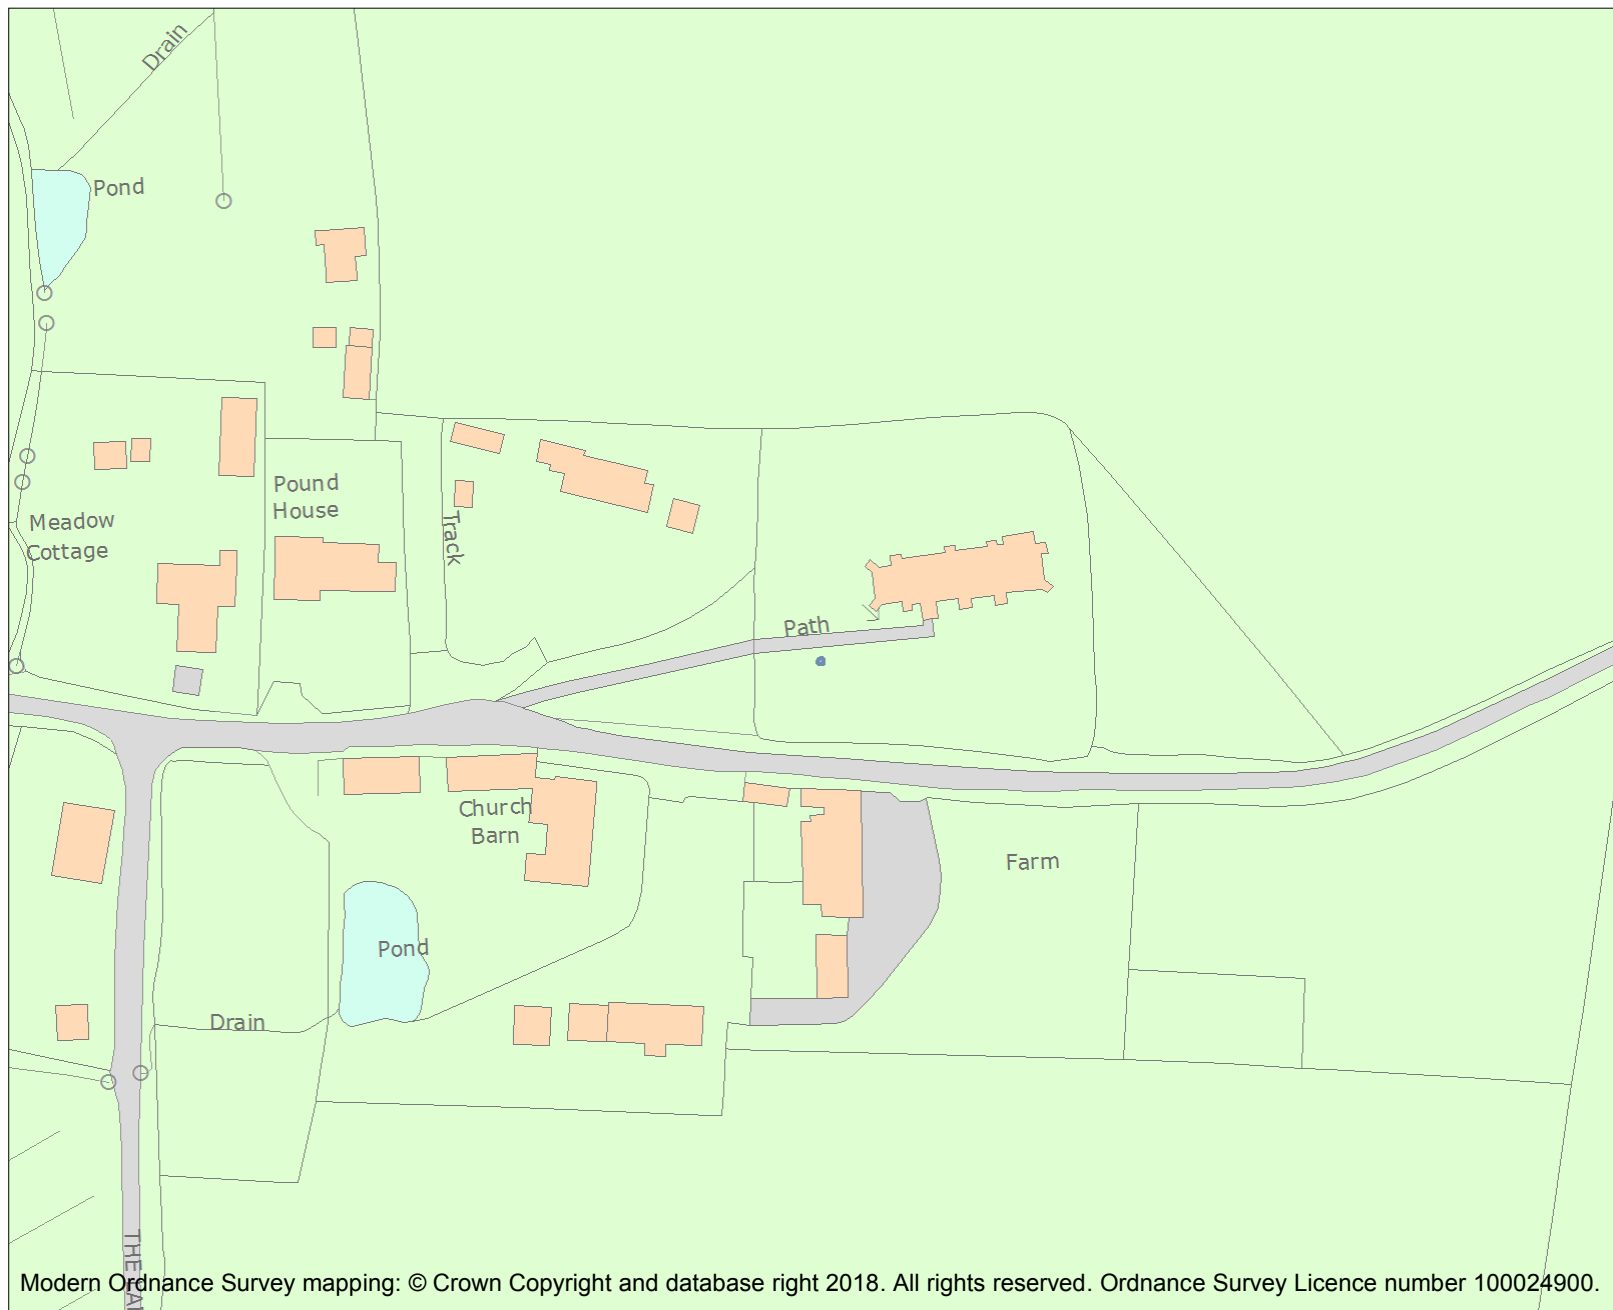 Drain
Pond
Pound
House
Meadow
Cottage
Track
Path
Church
Barn
Farm
Pond
Drain
THE
Modern Ordnance Survey mapping: © Crown Copyright and database right 2018. All rights reserved. Ordnance Survey Licence number 100024900.